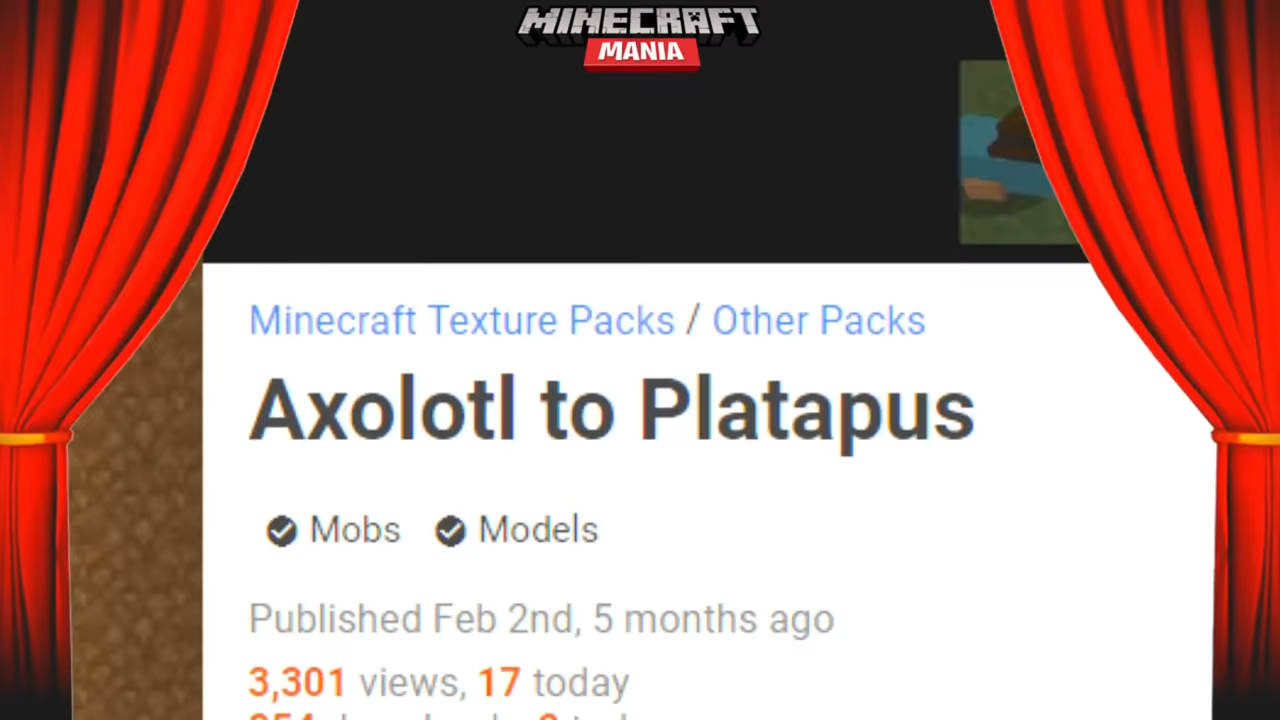 MINECRAFT
MANIA
Minecraft Texture Packs / Other Packs
Axolotl to Platapus
Mobs Models
Published Feb 2nd, 5 months ago
3,301 views, 17 today